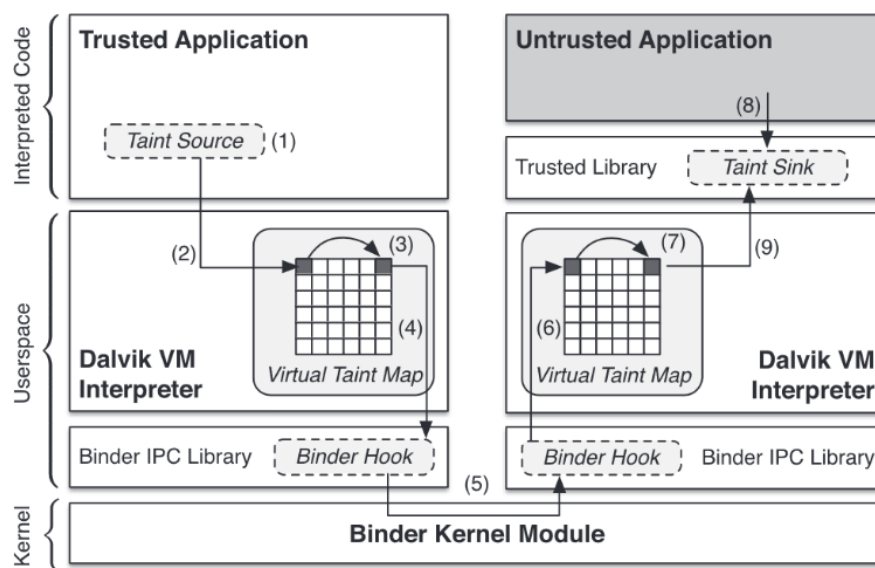 Interpreted Code
Trusted Application
Taint Source
(1)
Untrusted Application
(8)
Trusted Library
Taint Sink
Userspace
(2)
(3)
(4)
Virtual Taint Map
Dalvik VM
Interpreter
(6)
(7)
(9)
Virtual Taint Map
Dalvik VM
Interpreter
Binder IPC Library
Binder Hook
(5)
Binder Hook
Binder IPC Library
Kernel
Binder Kernel Module